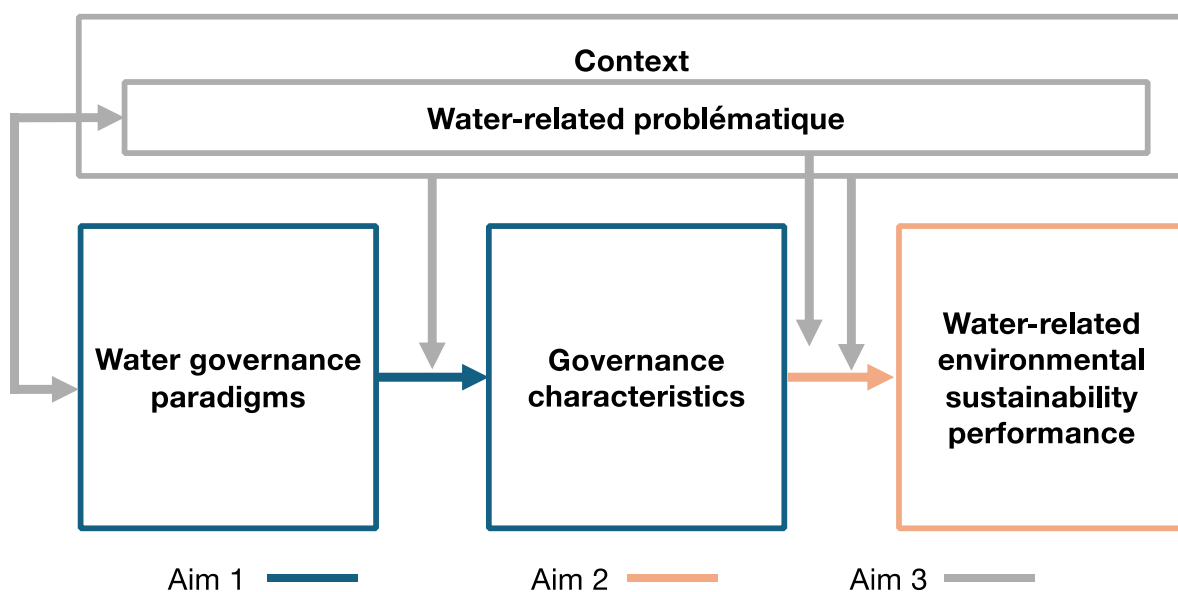 Context
Water-related problématique
Water governance
paradigms
Governance
characteristics
Water-related
environmental
sustainability
performance
Aim 1
Aim 2
Aim 3